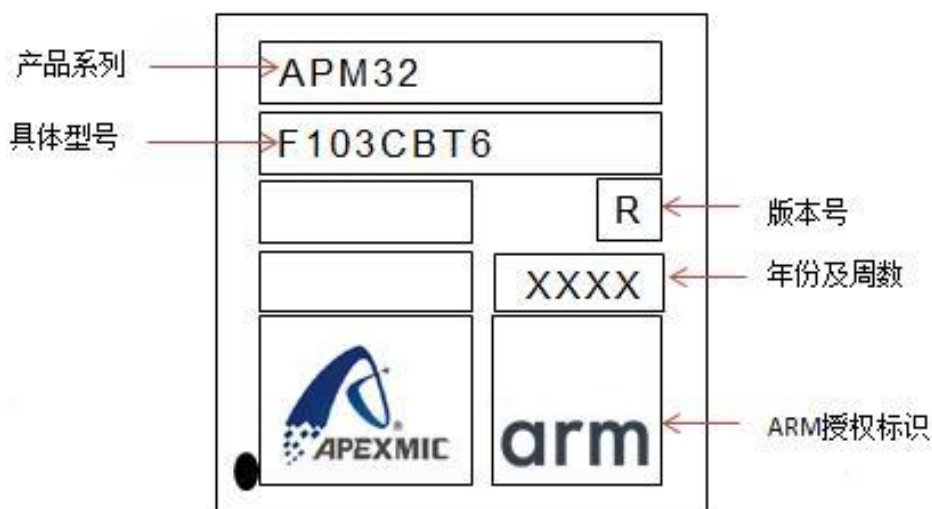 产品系列
APM32
具体型号
F103CBT6
R
版本号
XXXX
年份及周数
APEXMIC
®
arm
ARM授权标识